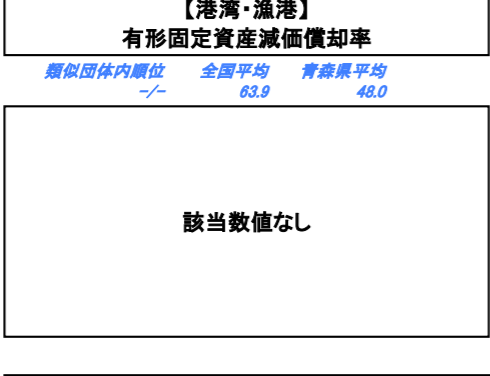 【港湾・漁港】
有形固定資産減価償却率
類似団体内順位 全国平均 青森県平均
-/- 63.9 48.0
該当数値なし